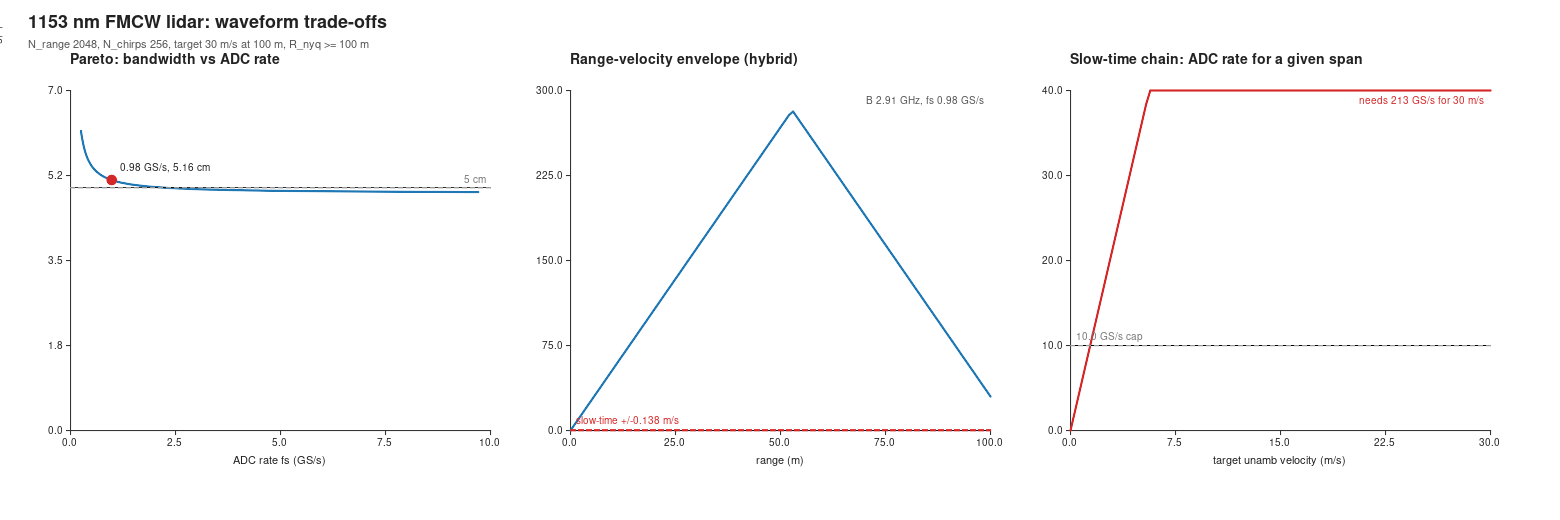 1153 nm FMCW lidar: waveform trade-offs
N_range 2048, N_chirps 256, target 30 m/s at 100 m, R_nyq >= 100 m
Pareto: bandwidth vs ADC rate
7.0
5.2
3.5
1.8
0.0
0.98 GS/s, 5.16 cm
5 cm
0.0 2.5 5.0 7.5 10.0
ADC rate fs (GS/s)
Range-velocity envelope (hybrid)
300.0
225.0
150.0
75.0
0.0
B 2.91 GHz, fs 0.98 GS/s
slow-time +/-0.138 m/s
0.0 25.0 50.0 75.0 100.0
range (m)
Slow-time chain: ADC rate for a given span
40.0
30.0
20.0
10.0
0.0
needs 213 GS/s for 30 m/s
10.0 GS/s cap
0.0 7.5 15.0 22.5 30.0
target unamb velocity (m/s)